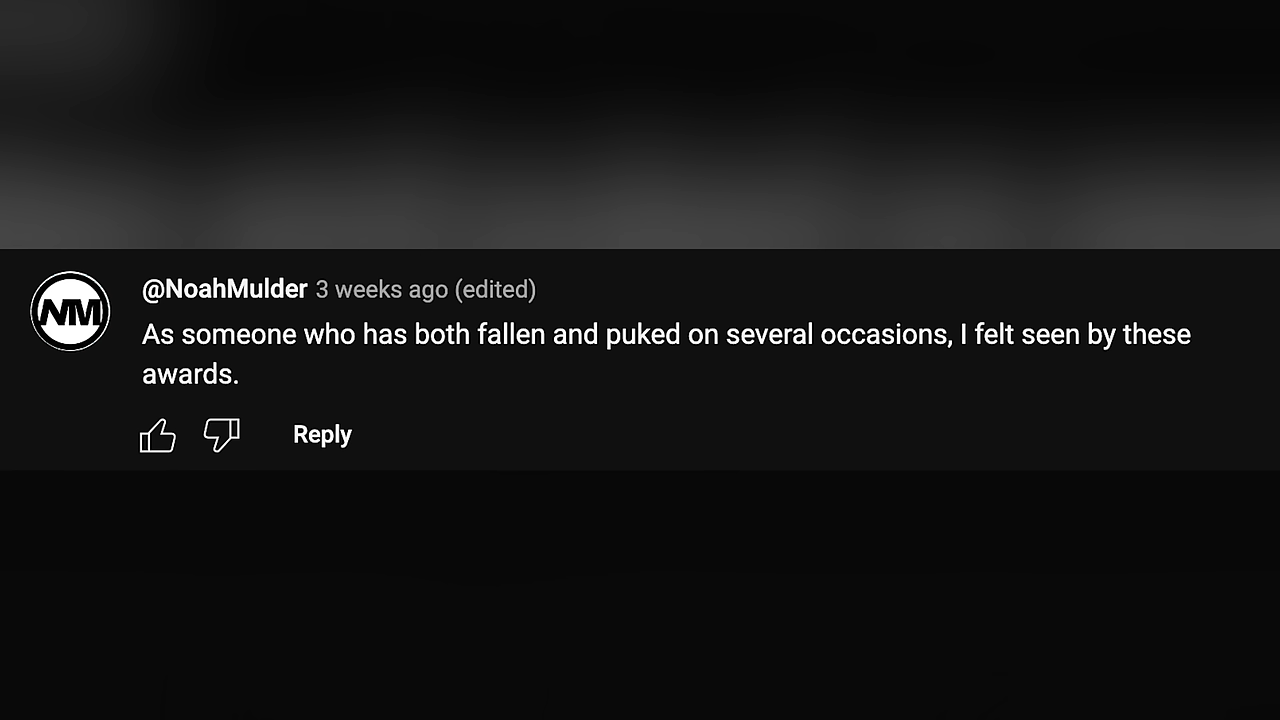 @NoahMulder 3 weeks ago (edited)
NM
As someone who has both fallen and puked on several occasions, I felt seen by these
awards.
Reply